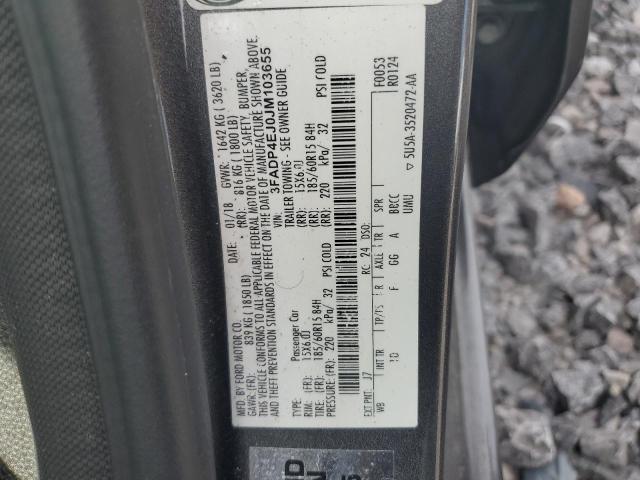 MFD. BY FORD MOTOR CO.
DATE: 01/18 GVWR: 1642 KG ( 3620 LB)
GAWR: (FR): 839 KG ( 1850 LB) (RR): 816 KG ( 1800 LB)
THIS VEHICLE CONFORMS TO ALL APPLICABLE FEDERAL MOTOR VEHICLE SAFETY, BUMPER,
AND THEFT PREVENTION STANDARDS IN EFFECT ON THE DATE OF MANUFACTURE SHOWN ABOVE.
VIN: 3FADP4EJ0JM103655
TYPE: Passenger Car TRAILER TOWING - SEE OWNER GUIDE
RIM: (FR): 15X6.0J (RR): 15X6.0J
TIRE: (FR): 185/60R15 84H (RR): 185/60R15 84H
PRESSURE: (FR): 220 kPa/ 32 PSI COLD (RR): 220 kPa/ 32 PSI COLD
EXT PNT: J7 RC: 24 DSO: F0053
R0124
WB INT TR TP/PS R AXLE TR SPR
F GG A BBCC
UMU
5U5A-3520472-AA